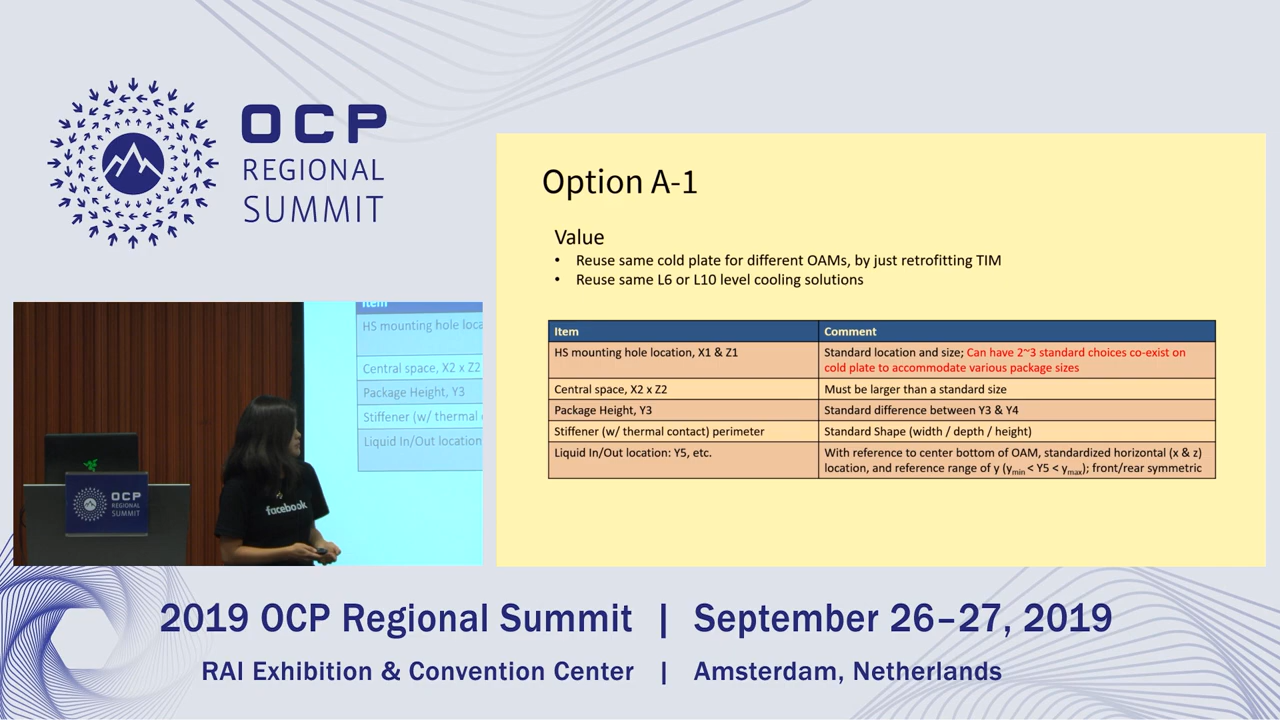 OCP
REGIONAL
SUMMIT
Option A-1
Value
• Reuse same cold plate for different OAMs, by just retrofitting TIM
• Reuse same L6 or L10 level cooling solutions
Item Comment
HS mounting hole location, X1 & Z1 Standard location and size; Can have 2~3 standard choices co-exist on
cold plate to accommodate various package sizes
Central space, X2 x Z2 Must be larger than a standard size
Package Height, Y3 Standard difference between Y3 & Y4
Stiffener (w/ thermal contact) perimeter Standard Shape (width / depth / height)
Liquid In/Out location: Y5, etc. With reference to center bottom of OAM, standardized horizontal (x & z)
location, and reference range of y (ymin < Y5 < ymax); front/rear symmetric
Item
HS mounting hole loca
Central space, X2 x Z2
Package Height, Y3
Stiffener (w/ thermal
Liquid In/Out location
OCP
REGIONAL
SUMMIT
facebook
2019 OCP Regional Summit | September 26–27, 2019
RAI Exhibition & Convention Center | Amsterdam, Netherlands